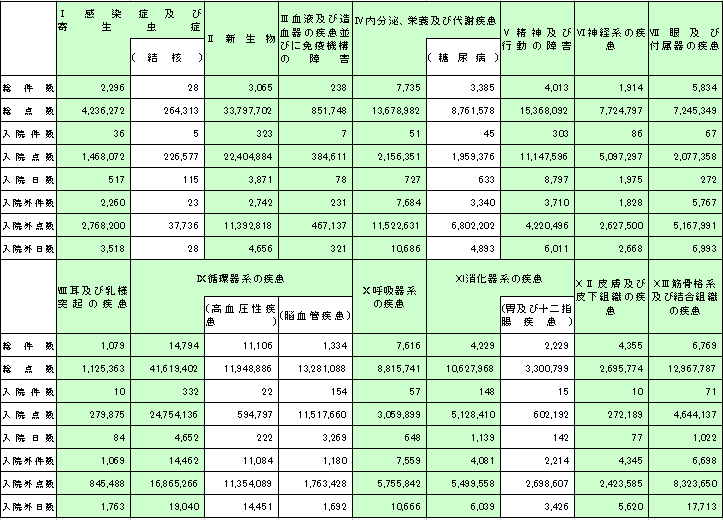 Ⅰ 感染症及び寄生虫症 (結核) Ⅱ 新生物 Ⅲ血液及び造血器の疾患並びに免疫機構の障害 Ⅳ内分泌、栄養及び代謝疾患 (糖尿病) Ⅴ 精神及び行動の障害 Ⅵ神経系の疾患 Ⅶ 眼及び付属器の疾患
総件数 2,296 28 3,065 238 7,735 3,385 4,013 1,914 5,834
総点数 4,236,272 264,313 33,797,702 851,748 13,678,982 8,761,578 15,368,092 7,724,797 7,245,349
入院件数 36 5 323 7 51 45 303 86 67
入院点数 1,468,072 226,577 22,404,884 384,611 2,156,351 1,959,376 11,147,596 5,097,297 2,077,358
入院日数 517 115 3,871 78 727 633 8,797 1,975 272
入院外件数 2,260 23 2,742 231 7,684 3,340 3,710 1,828 5,767
入院外点数 2,768,200 37,736 11,392,818 467,137 11,522,631 6,802,202 4,220,496 2,627,500 5,167,991
入院外日数 3,518 28 4,656 321 10,686 4,893 6,011 2,668 6,993
Ⅷ耳及び乳様突起の疾患 Ⅸ循環器系の疾患 (高血圧性疾患) (脳血管疾患) Ⅹ呼吸器系の疾患 ⅩⅠ消化器系の疾患 (胃及び十二指腸疾患) ⅩⅡ皮膚及び皮下組織の疾患 ⅩⅢ筋骨格系及び結合組織の疾患
総件数 1,079 14,794 11,106 1,334 7,616 4,229 2,229 4,355 6,769
総点数 1,125,363 41,619,402 11,948,886 13,281,088 8,815,741 10,627,968 3,300,799 2,695,774 12,967,787
入院件数 10 332 22 154 57 148 15 10 71
入院点数 279,875 24,754,136 594,797 11,517,660 3,059,899 5,128,410 602,192 272,189 4,644,137
入院日数 84 4,652 222 3,269 648 1,139 142 77 1,022
入院外件数 1,069 14,462 11,084 1,180 7,559 4,081 2,214 4,345 6,698
入院外点数 845,488 16,865,266 11,354,089 1,763,428 5,755,842 5,499,558 2,698,607 2,423,585 8,323,650
入院外日数 1,763 19,040 14,451 1,692 10,666 6,039 3,426 5,620 17,713